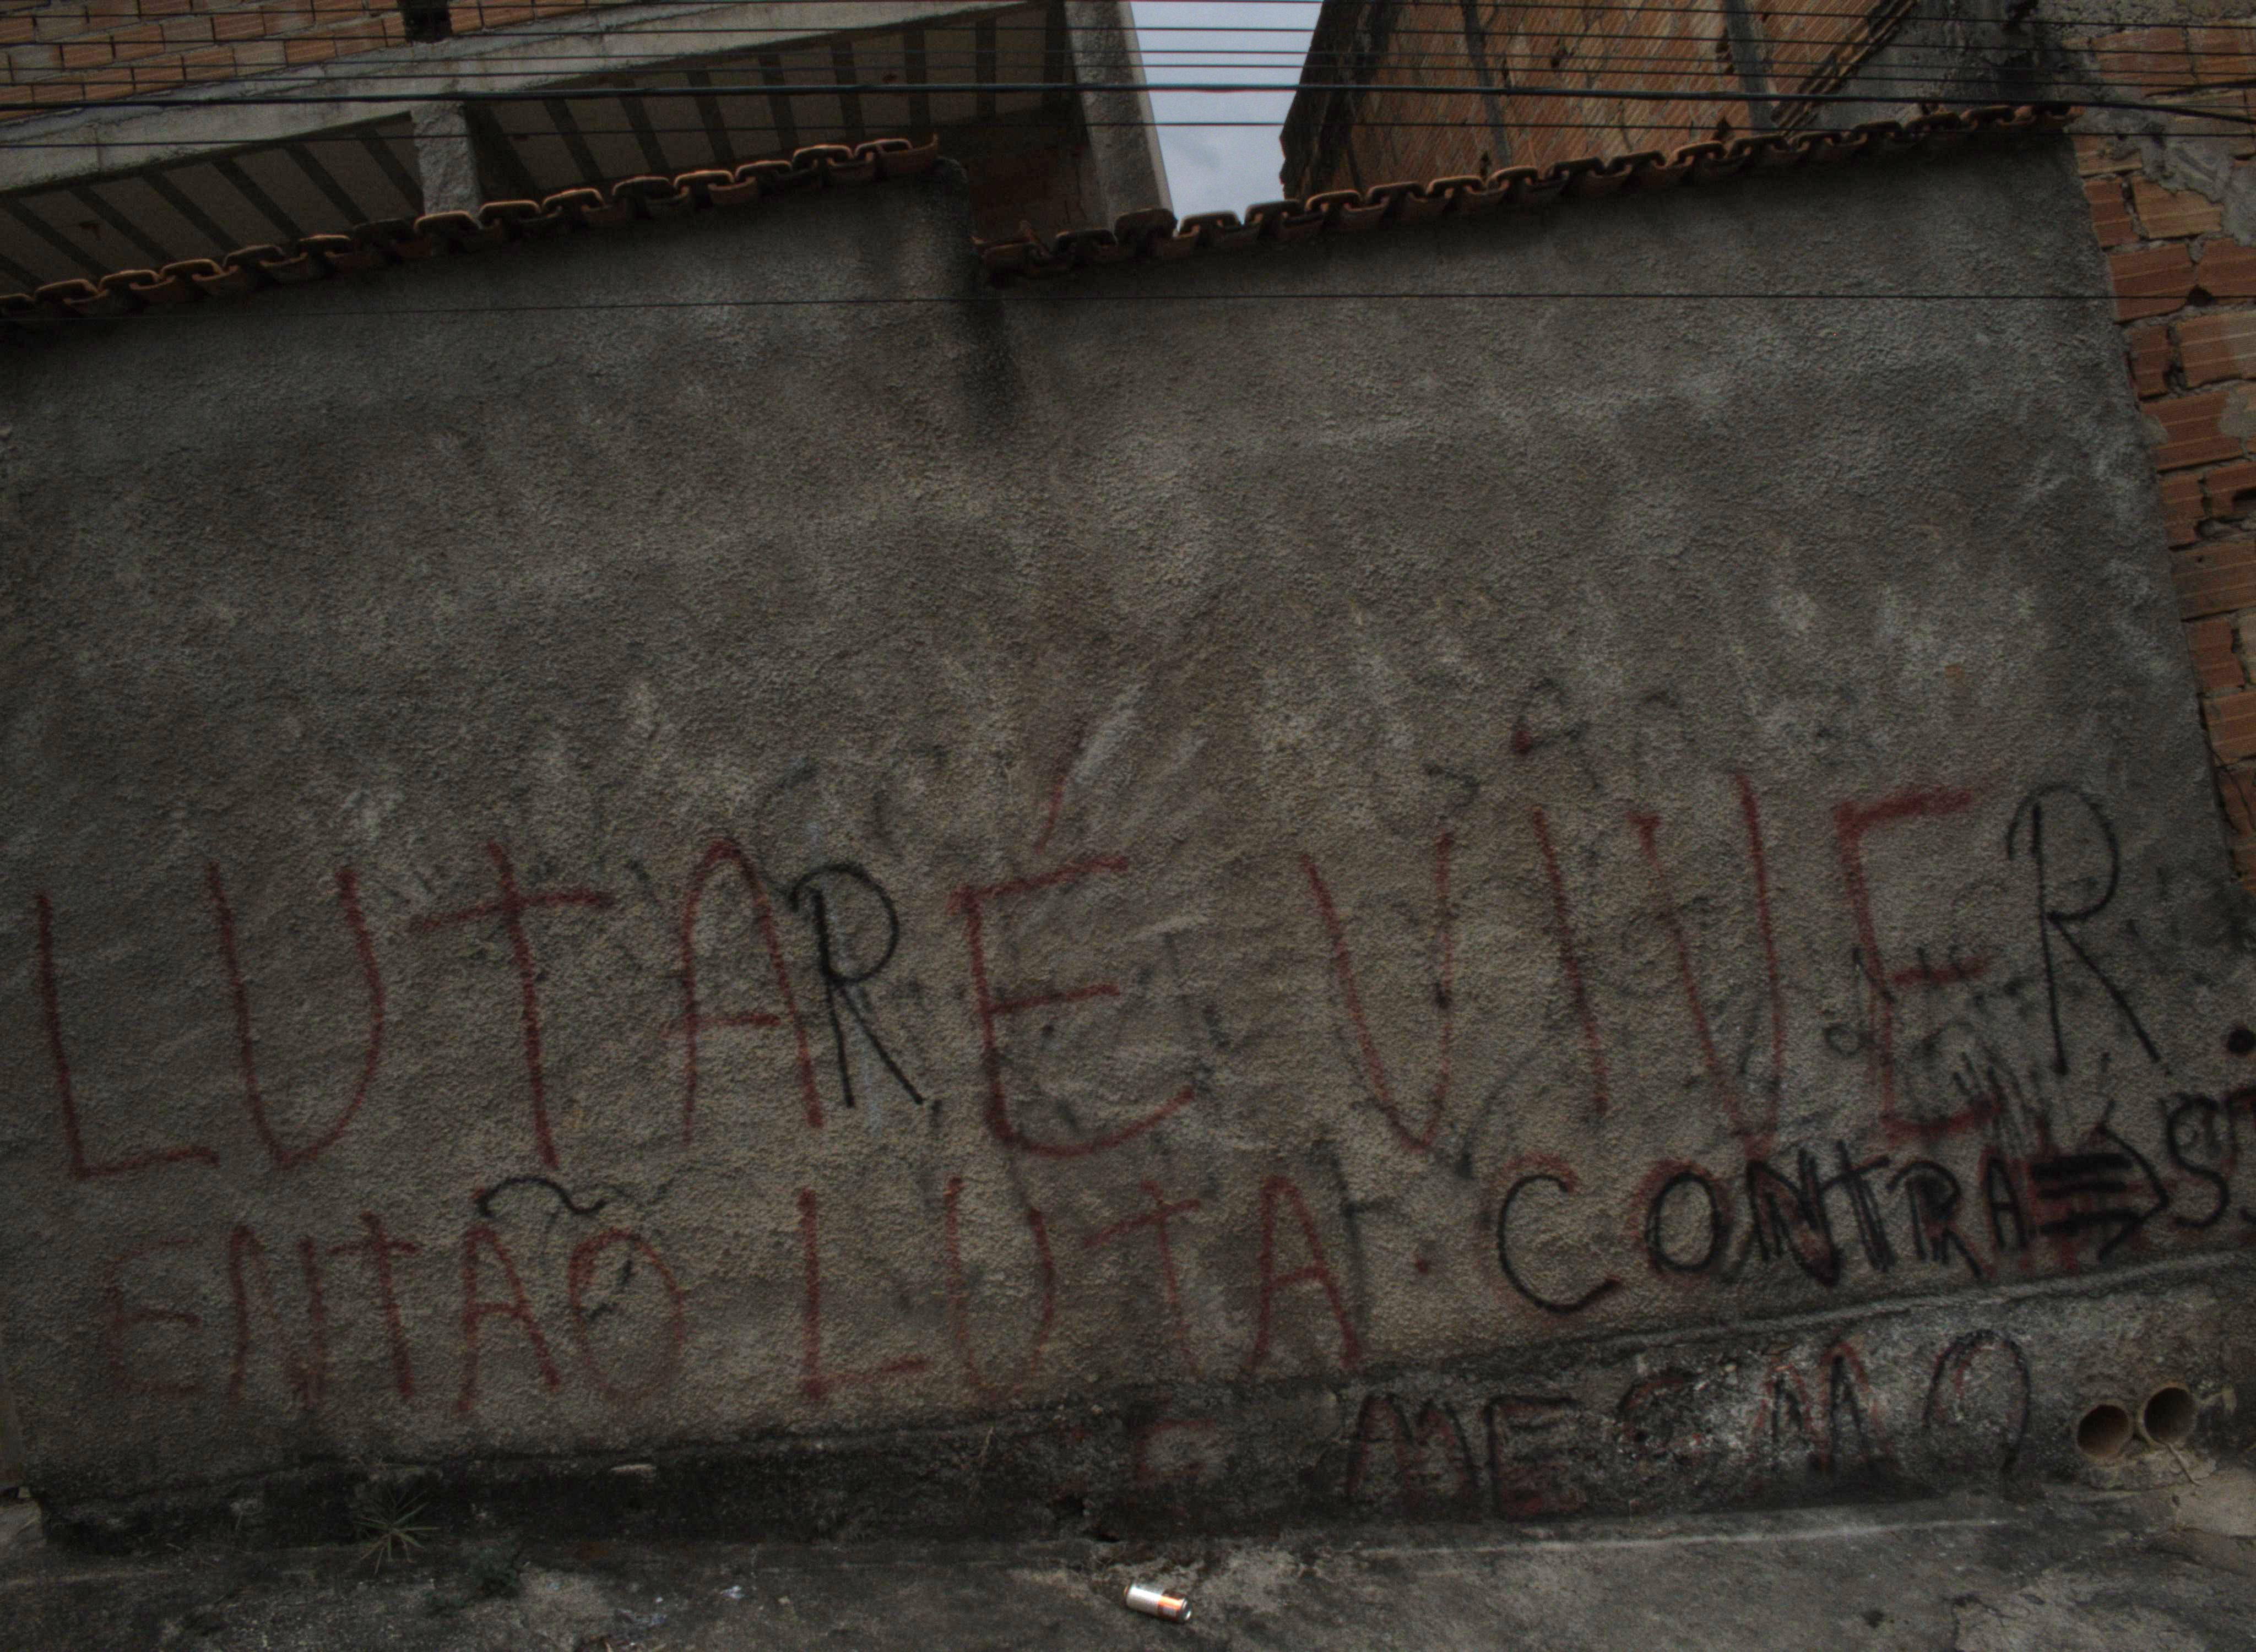 LUTAR É VIVER.
ENTÃO LUTA. CONTRA
MESMO